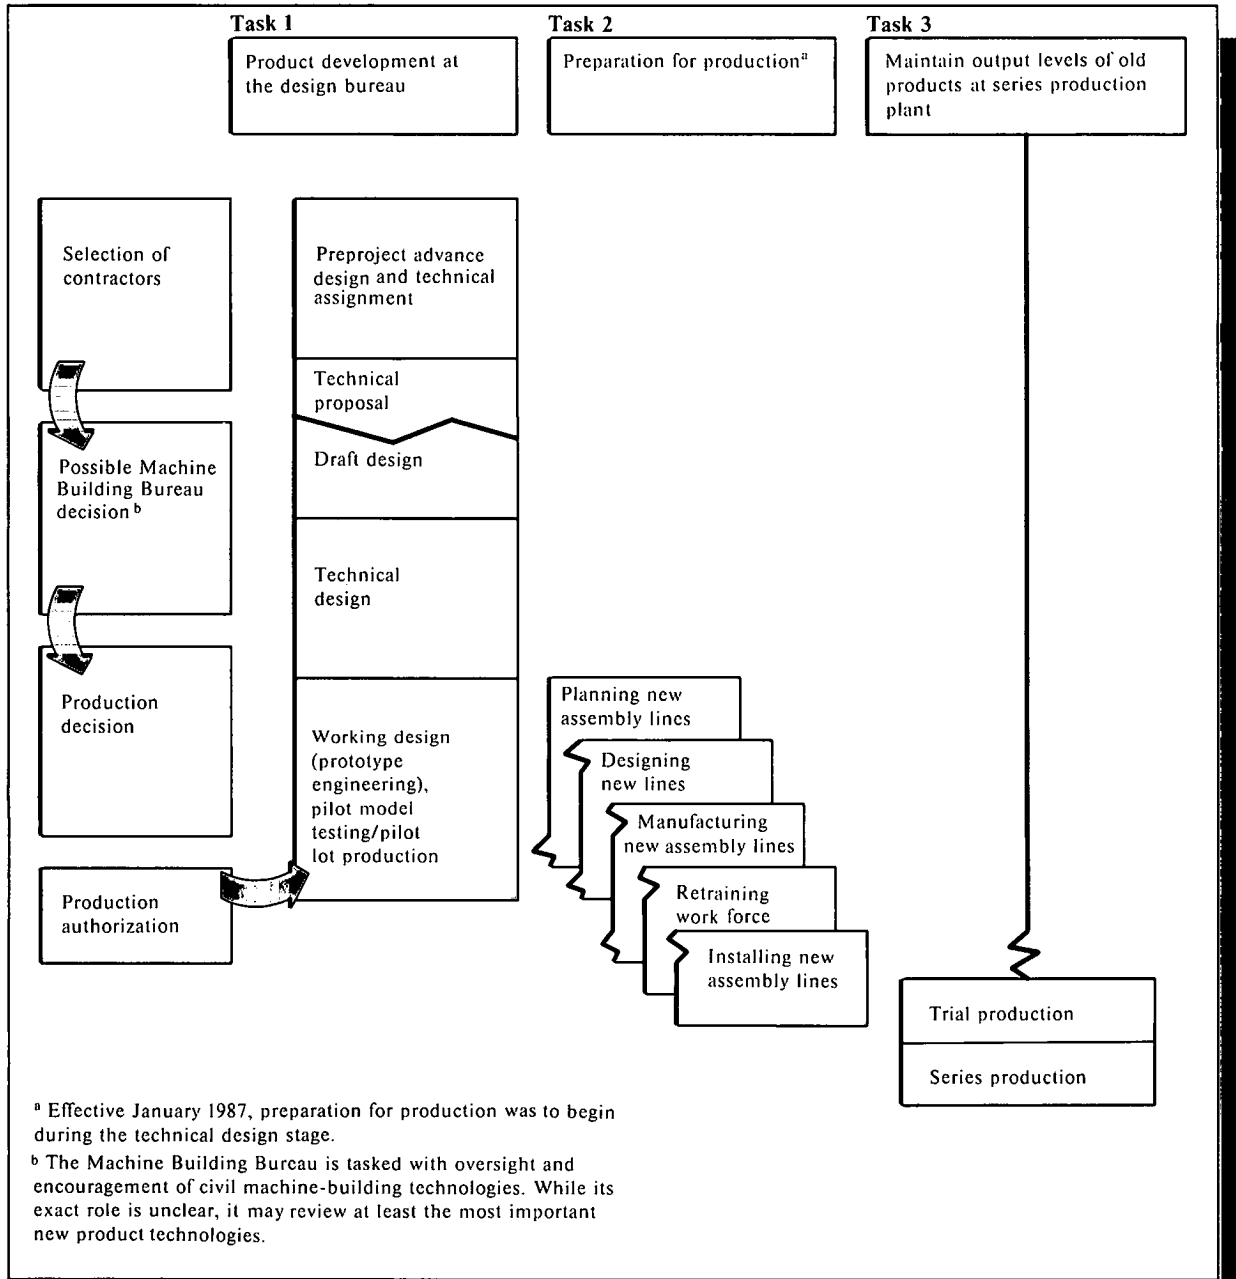 Task 1
Product development at
the design bureau
Task 2
Preparation for productionᵃ
Task 3
Maintain output levels of old
products at series production
plant
Selection of
contractors
Possible Machine
Building Bureau
decision ᵇ
Production
decision
Production
authorization
Preproject advance
design and technical
assignment
Technical
proposal
Draft design
Technical
design
Working design
(prototype
engineering),
pilot model
testing/pilot
lot production
Planning new
assembly lines
Designing
new lines
Manufacturing
new assembly lines
Retraining
work force
Installing new
assembly lines
Trial production
Series production
ᵃ Effective January 1987, preparation for production was to begin
during the technical design stage.
ᵇ The Machine Building Bureau is tasked with oversight and
encouragement of civil machine-building technologies. While its
exact role is unclear, it may review at least the most important
new product technologies.